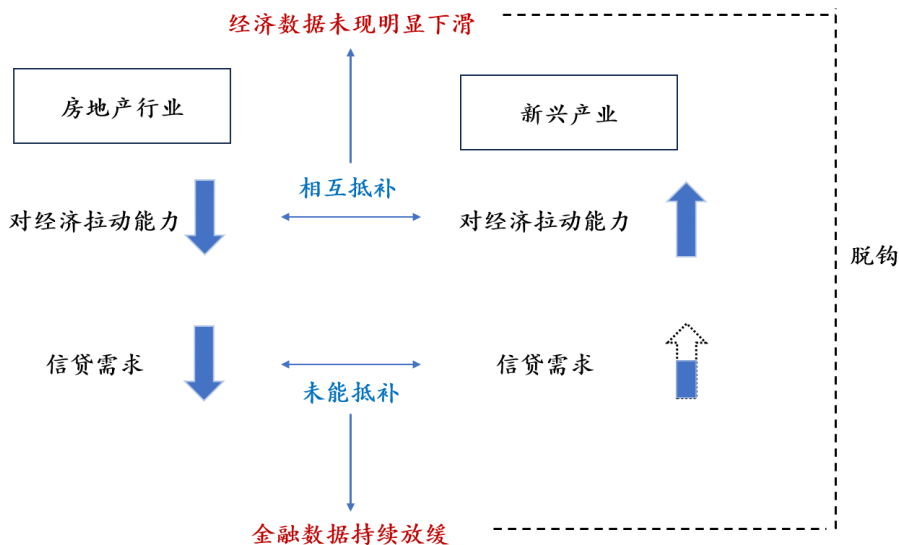 经济数据未现明显下滑
房地产行业
新兴产业
相互抵补
对经济拉动能力
对经济拉动能力
脱钩
信贷需求
信贷需求
未能抵补
金融数据持续放缓